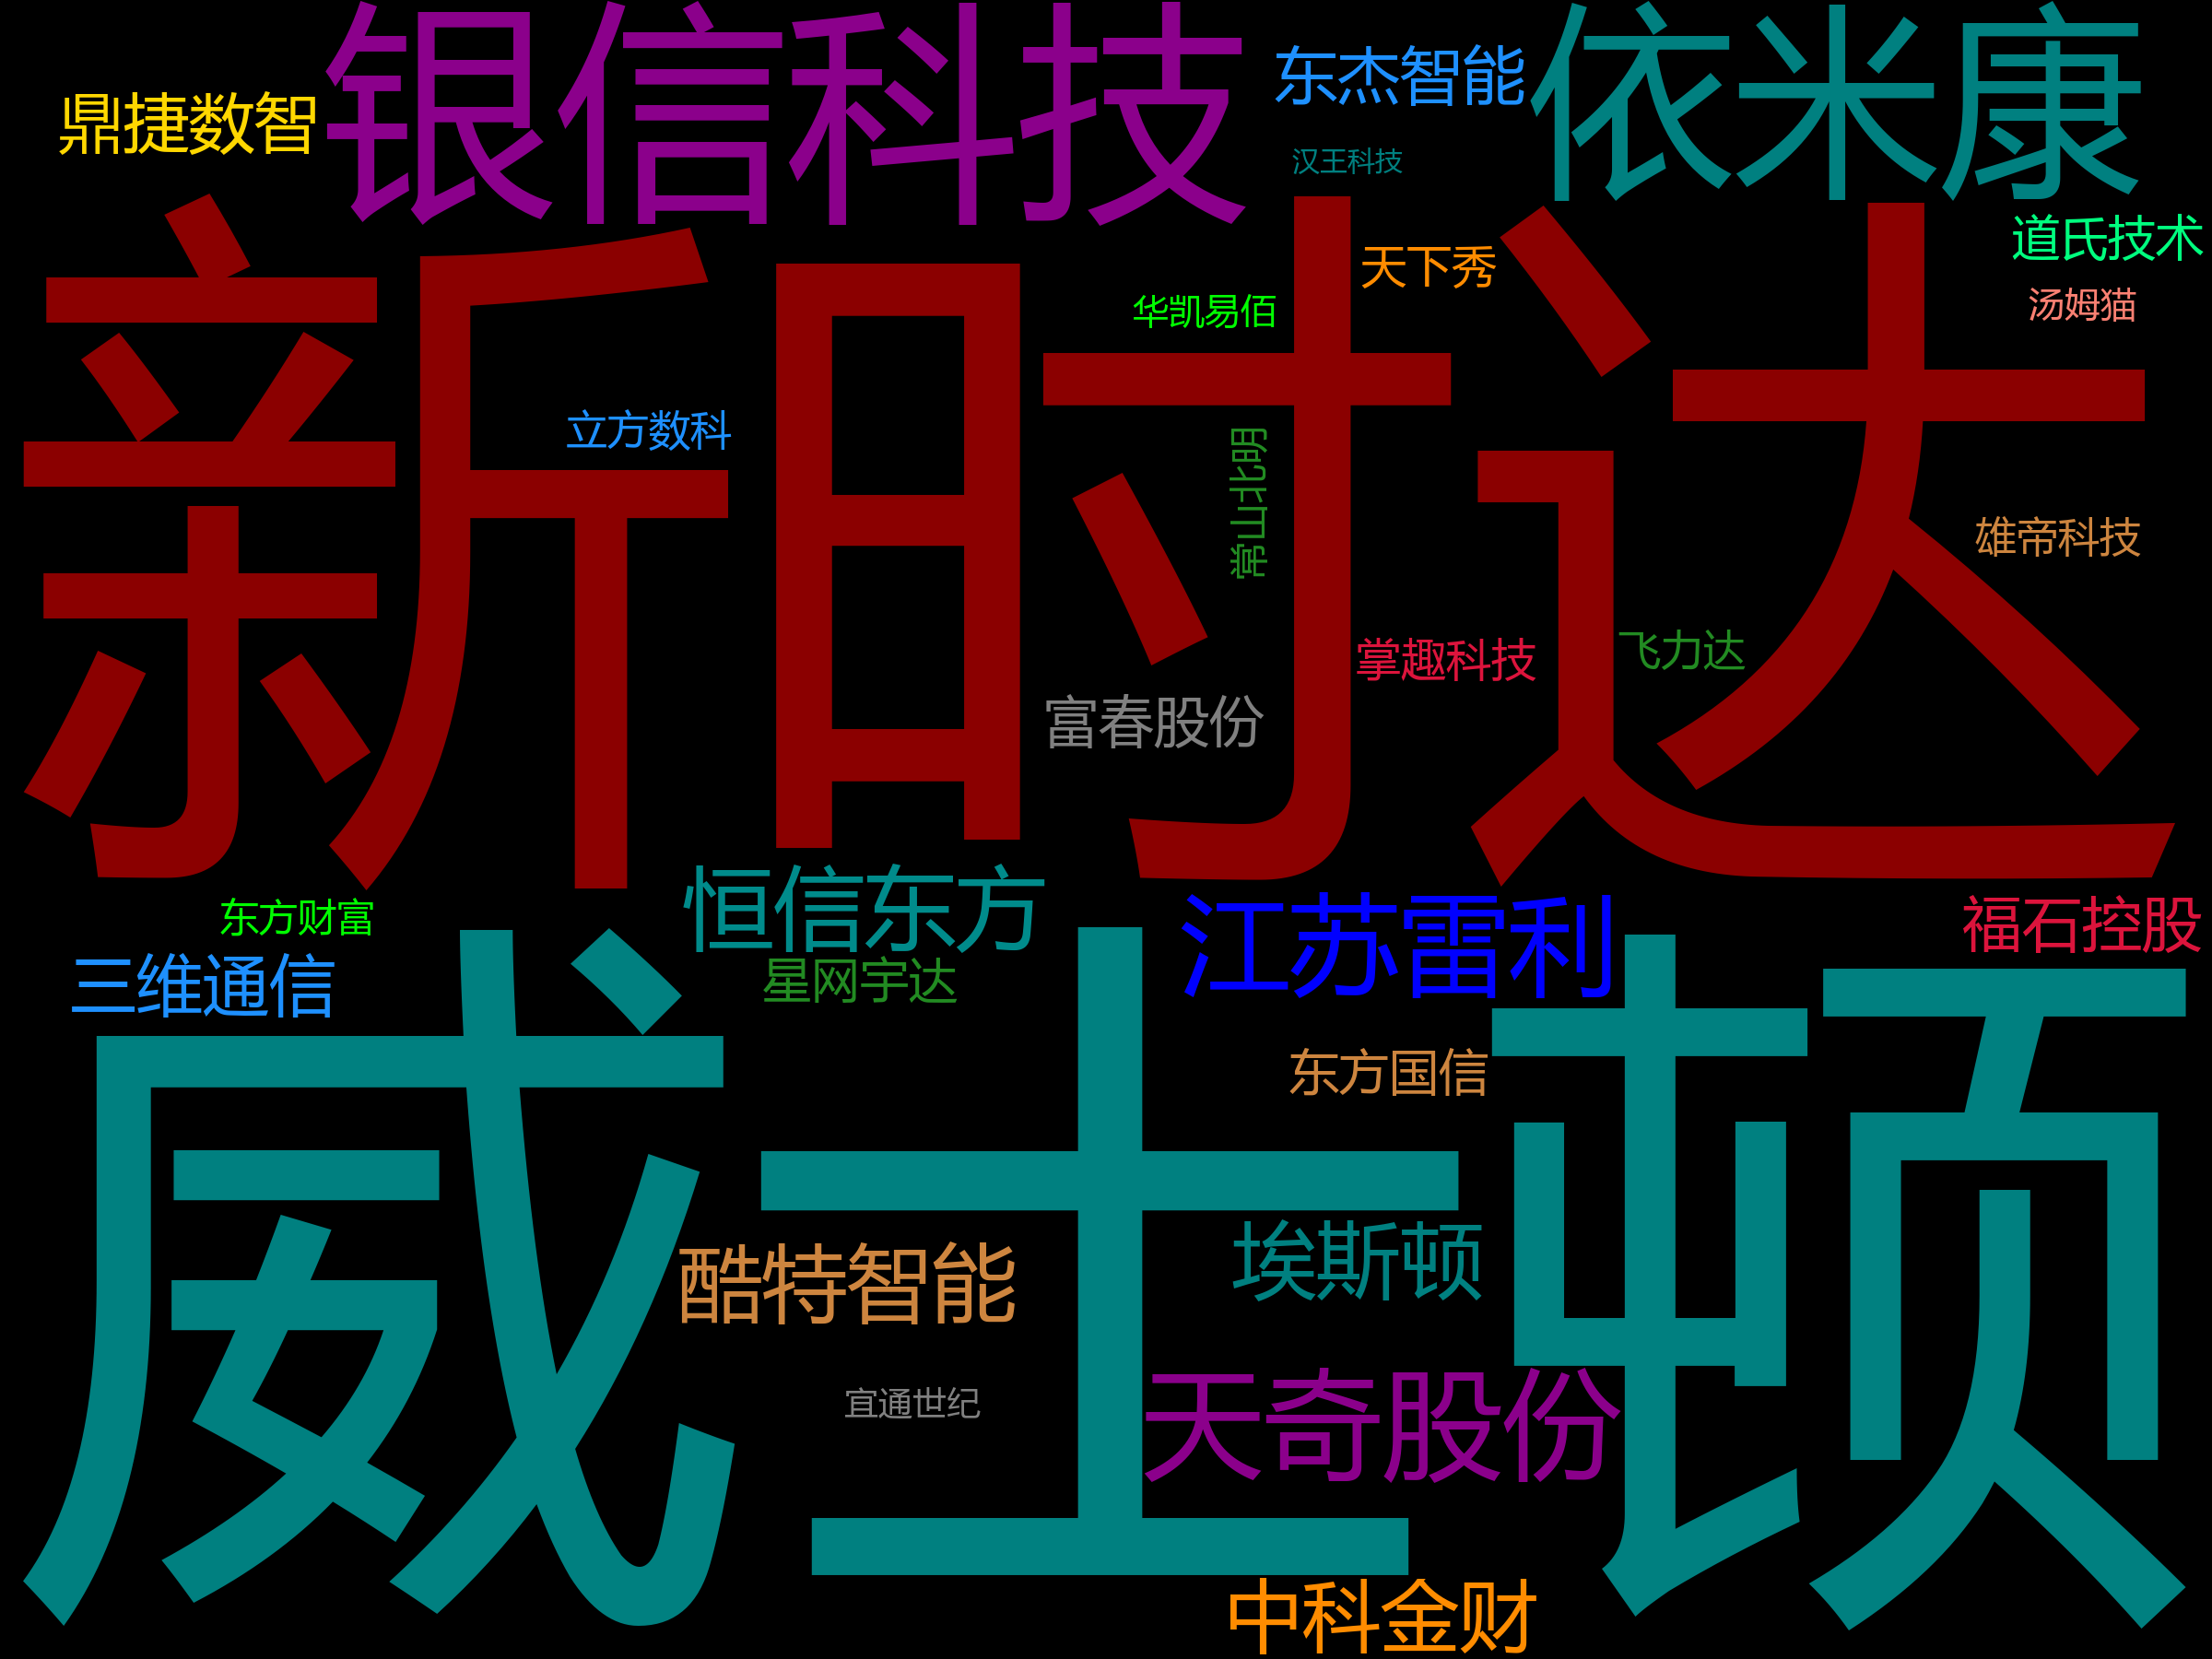 银信科技
依米康
东杰智能
鼎捷数智
汉王科技
新时达
道氏技术
天下秀
汤姆猫
华凯易佰
立方数科
常山北明
雄帝科技
掌趣科技
飞力达
富春股份
恒信东方
江苏雷利
福石控股
东方财富
三维通信
星网宇达
威士顿
东方国信
埃斯顿
酷特智能
天奇股份
宜通世纪
中科金财